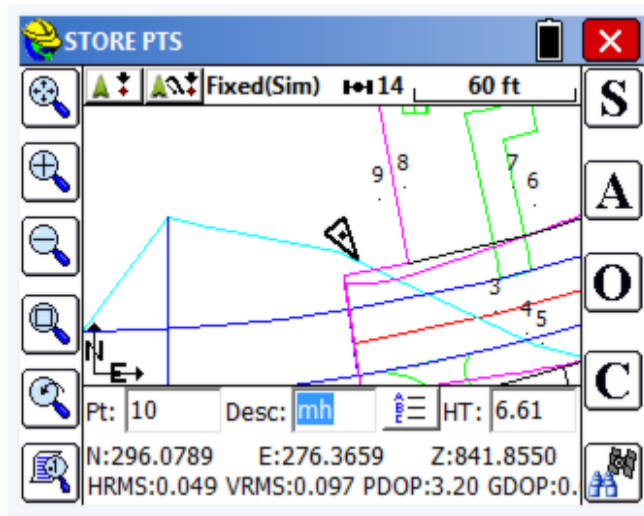 STORE PTS
Fixed(Sim) 14 60 ft
S
A
O
C
9 8
7
6
3
4
5
N
E
Pt: 10 Desc: mh A B C HT: 6.61
N:296.0789 E:276.3659 Z:841.8550
HRMS:0.049 VRMS:0.097 PDOP:3.20 GDOP:0.